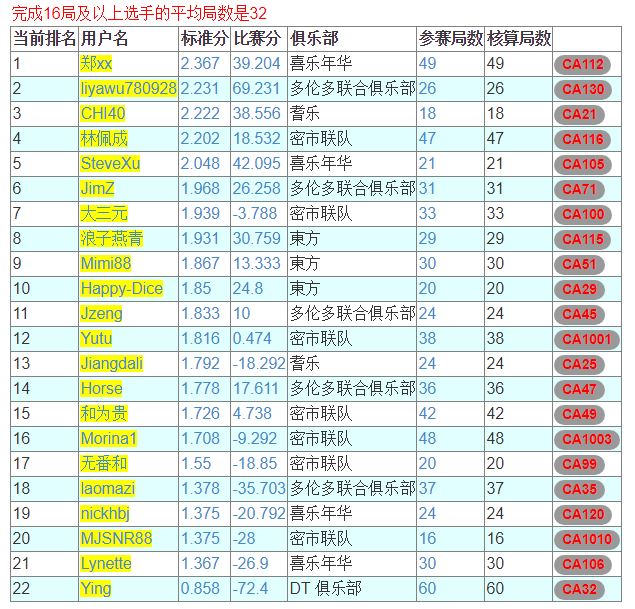 完成16局及以上选手的平均局数是32
当前排名 用户名 标准分 比赛分 俱乐部 参赛局数 核算局数
1 郑xx 2.367 39.204 喜乐年华 49 49 CA112
2 liyawu780928 2.231 69.231 多伦多联合俱乐部 26 26 CA130
3 CHI40 2.222 38.556 耆乐 18 18 CA21
4 林佩成 2.202 18.532 密市联队 47 47 CA116
5 SteveXu 2.048 42.095 喜乐年华 21 21 CA105
6 JimZ 1.968 26.258 多伦多联合俱乐部 31 31 CA71
7 大三元 1.939 -3.788 密市联队 33 33 CA100
8 浪子燕青 1.931 30.759 東方 29 29 CA115
9 Mimi88 1.867 13.333 東方 30 30 CA51
10 Happy-Dice 1.85 24.8 東方 20 20 CA29
11 Jzeng 1.833 10 多伦多联合俱乐部 24 24 CA45
12 Yutu 1.816 0.474 密市联队 38 38 CA1001
13 Jiangdali 1.792 -18.292 耆乐 24 24 CA25
14 Horse 1.778 17.611 多伦多联合俱乐部 36 36 CA47
15 和为贵 1.726 4.738 密市联队 42 42 CA49
16 Morina1 1.708 -9.292 密市联队 48 48 CA1003
17 无番和 1.55 -18.85 密市联队 20 20 CA99
18 laomazi 1.378 -35.703 多伦多联合俱乐部 37 37 CA35
19 nickhbj 1.375 -20.792 喜乐年华 24 24 CA120
20 MJSNR88 1.375 -28 密市联队 16 16 CA1010
21 Lynette 1.367 -26.9 喜乐年华 30 30 CA106
22 Ying 0.858 -72.4 DT 俱乐部 60 60 CA32